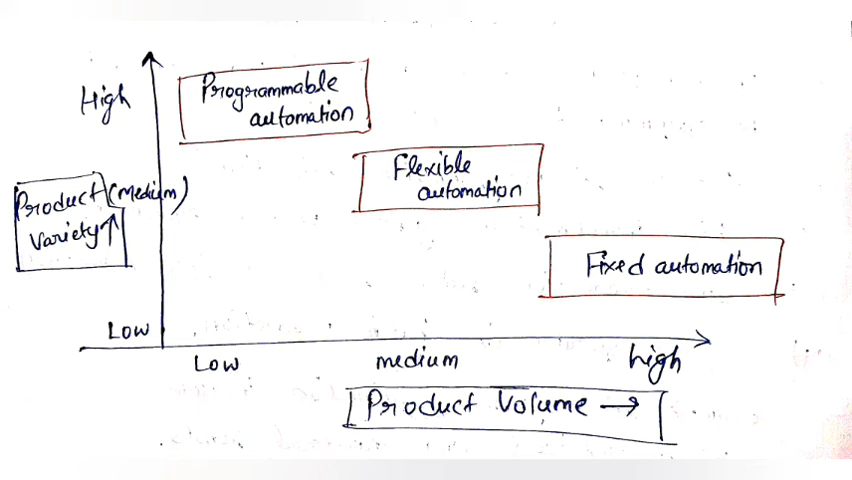 High
Programmable
automation
Flexible
automation
Product (medium)
Variety ↑
Fixed automation
Low
Low medium high
Product Volume →